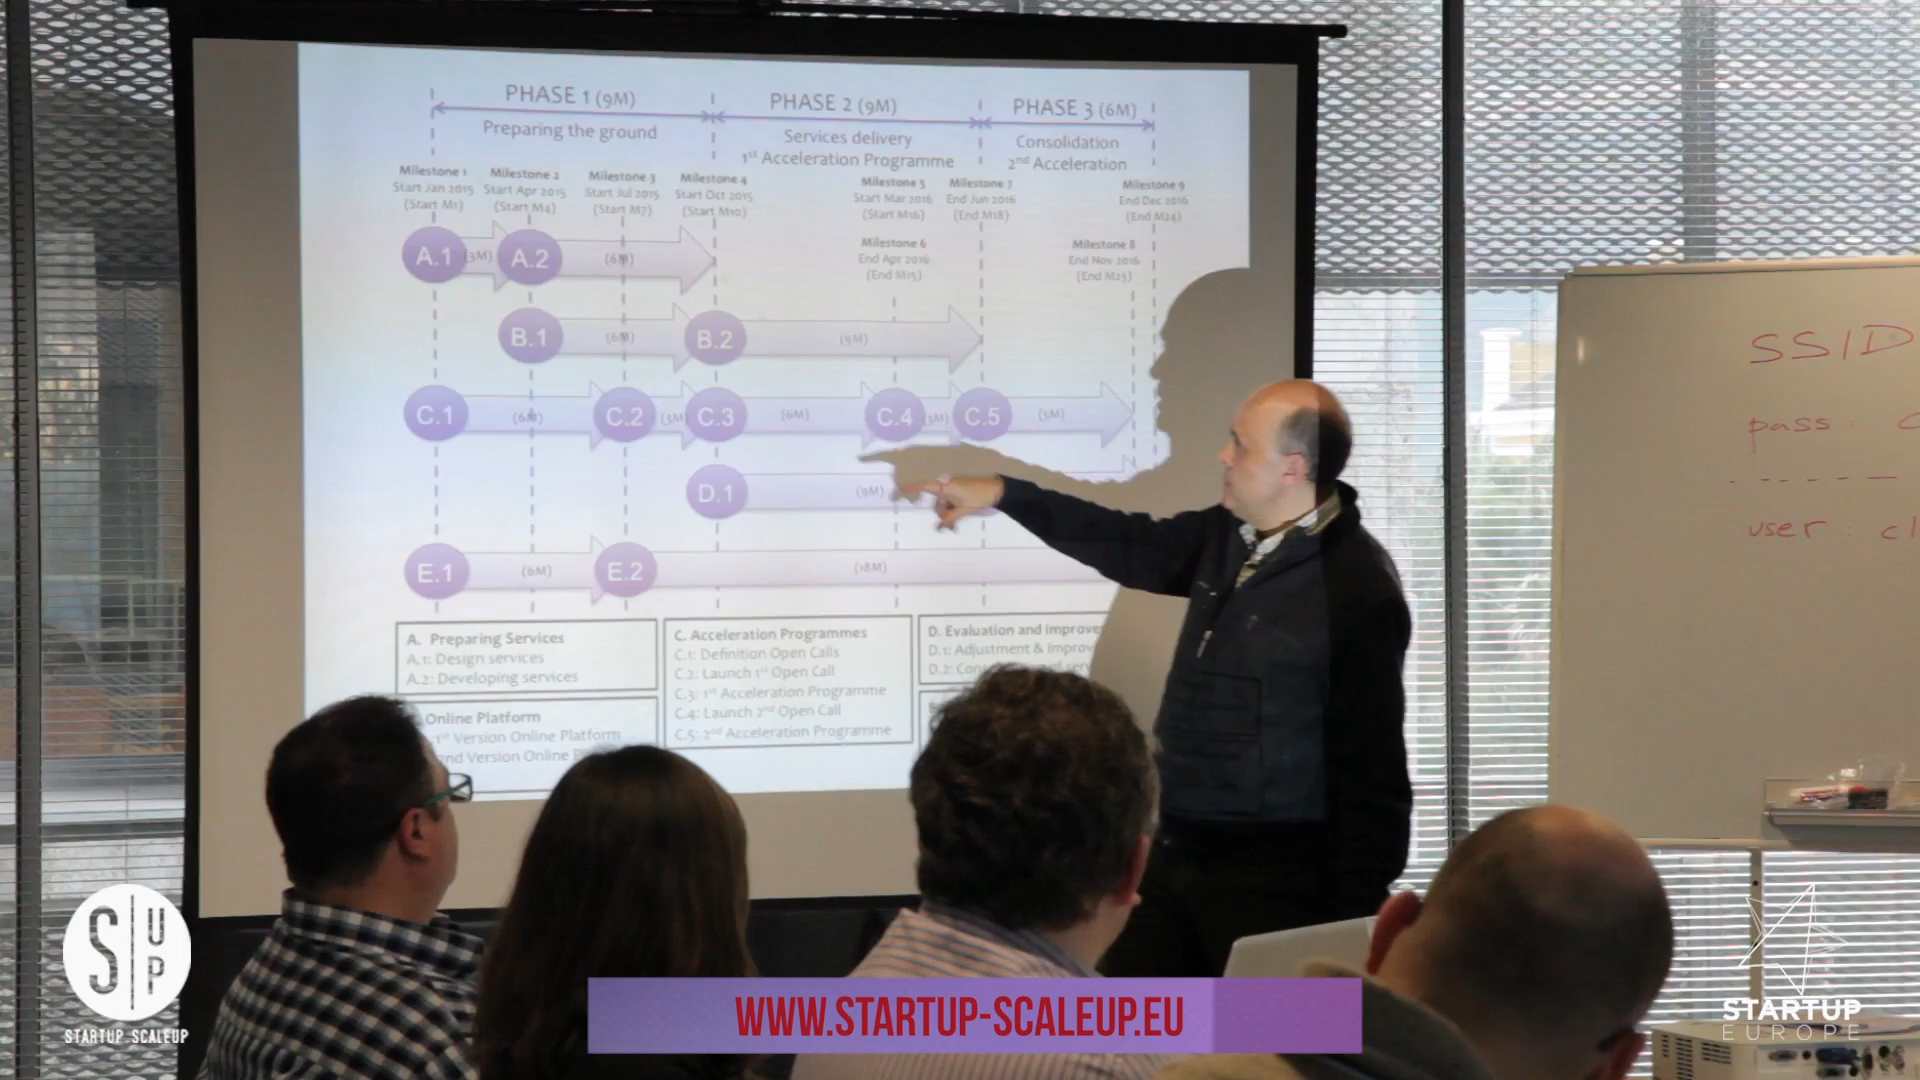 PHASE 1 (9M)
Preparing the ground
PHASE 2 (9M)
Services delivery
1st Acceleration Programme
PHASE 3 (6M)
Consolidation
2nd Acceleration
Milestone 1
Start Jan 2015
(Start M1)
Milestone 2
Start Apr 2015
(Start M4)
Milestone 3
Start Jul 2015
(Start M7)
Milestone 4
Start Oct 2015
(Start M10)
Milestone 5
Start Mar 2016
(Start M16)
Milestone 7
End Jun 2016
(End M18)
Milestone 9
End Dec 2016
(End M24)
Milestone 6
End Apr 2016
(End M15)
Milestone 8
End Nov 2016
(End M23)
A.1 (3M) A.2 (6M)
B.1 (6M) B.2 (9M)
C.1 (6M) C.2 (3M) C.3 (6M) C.4 (3M) C.5 (5M)
D.1 (9M)
E.1 (6M) E.2 (18M)
A. Preparing Services
A.1: Design services
A.2: Developing services
Online Platform
1st Version Online Platform
2nd Version Online
C. Acceleration Programmes
C.1: Definition Open Calls
C.2: Launch 1st Open Call
C.3: 1st Acceleration Programme
C.4: Launch 2nd Open Call
C.5: 2nd Acceleration Programme
D. Evaluation and improve
D.1: Adjustment & Improv
D.2:
SSID
pass:
user: cl
S UP
STARTUP SCALEUP
WWW.STARTUP-SCALEUP.EU
STARTUP
EUROPE